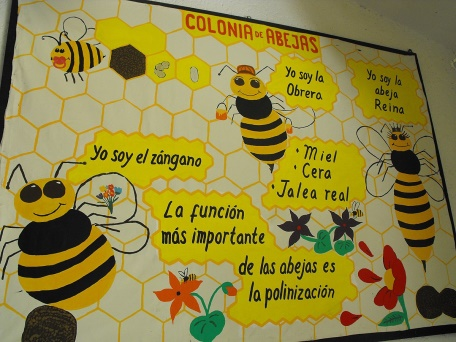 COLONIA DE ABEJAS
Yo soy la
Obrera
Yo soy la
abeja
Reina
Yo soy el zángano
• Miel
• Cera
• Jalea real
La función
más importante
de las abejas es
la polinización